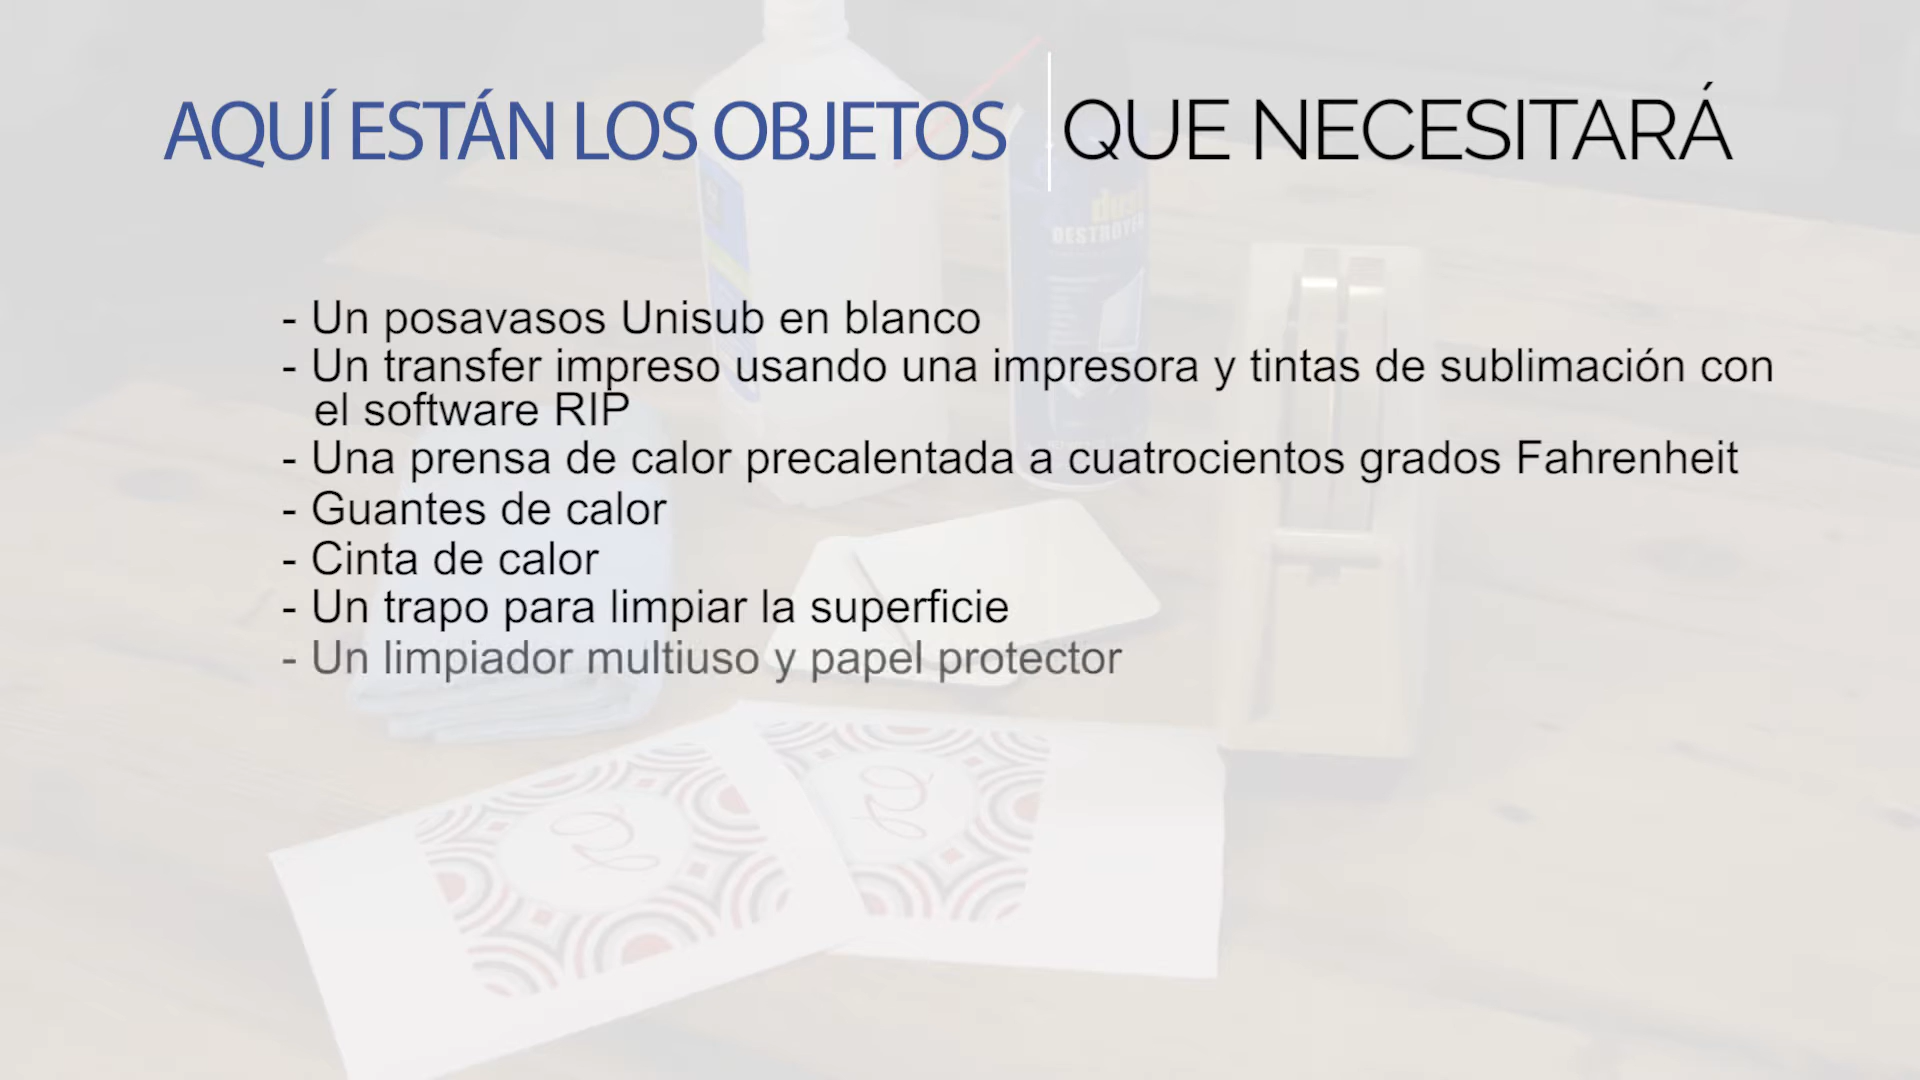 AQUÍ ESTÁN LOS OBJETOS QUE NECESITARÁ
- Un posavasos Unisub en blanco
- Un transfer impreso usando una impresora y tintas de sublimación con
el software RIP
- Una prensa de calor precalentada a cuatrocientos grados Fahrenheit
- Guantes de calor
- Cinta de calor
- Un trapo para limpiar la superficie
- Un limpiador multiuso y papel protector
DESTROYER